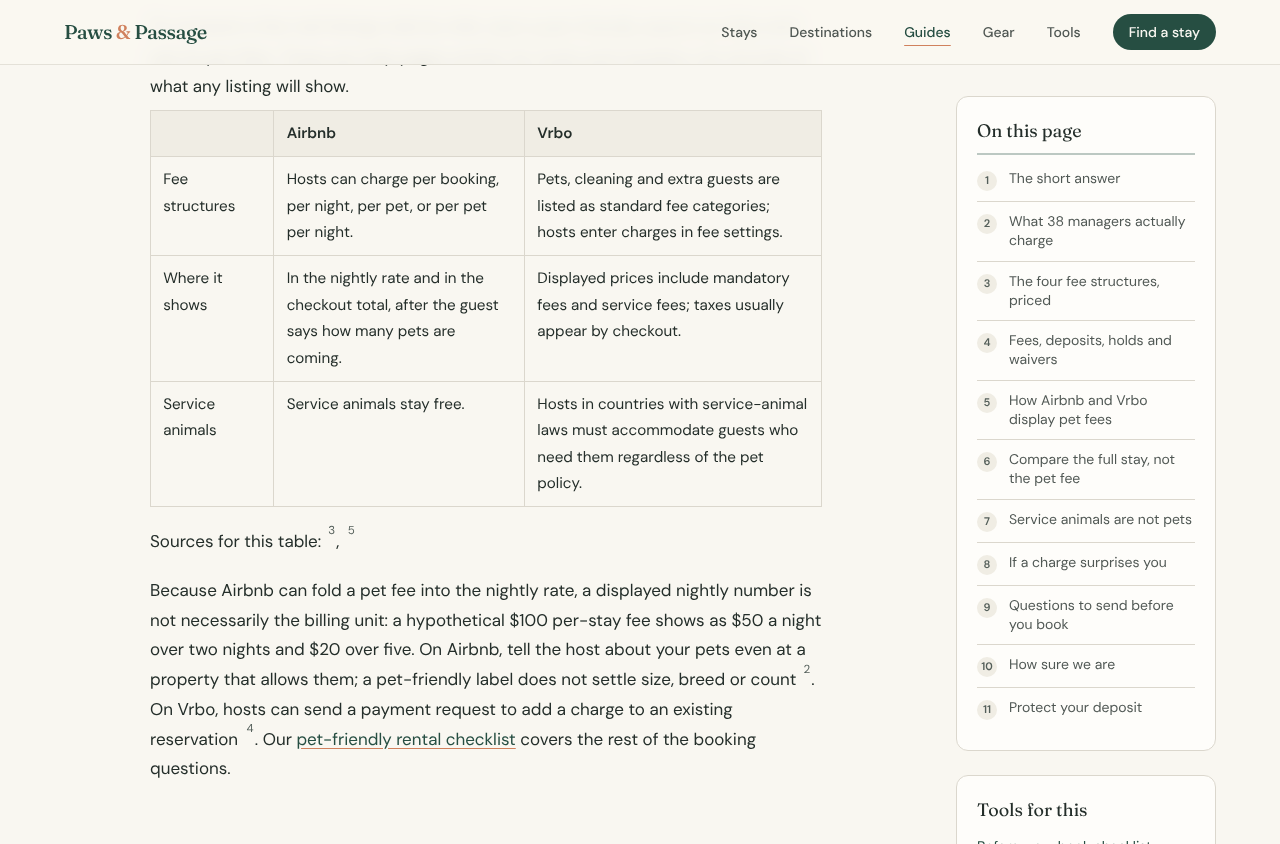 Paws & Passage
Stays
Destinations
Guides
Gear
Tools
Find a stay
what any listing will show.
Airbnb
Vrbo
Fee
structures
Hosts can charge per booking,
per night, per pet, or per pet
per night.
Pets, cleaning and extra guests are
listed as standard fee categories;
hosts enter charges in fee settings.
Where it
shows
In the nightly rate and in the
checkout total, after the guest
says how many pets are
coming.
Displayed prices include mandatory
fees and service fees; taxes usually
appear by checkout.
Service
animals
Service animals stay free.
Hosts in countries with service-animal
laws must accommodate guests who
need them regardless of the pet
policy.
Sources for this table: 3, 5
Because Airbnb can fold a pet fee into the nightly rate, a displayed nightly number is
not necessarily the billing unit: a hypothetical $100 per-stay fee shows as $50 a night
over two nights and $20 over five. On Airbnb, tell the host about your pets even at a
property that allows them; a pet-friendly label does not settle size, breed or count 2.
On Vrbo, hosts can send a payment request to add a charge to an existing
reservation 4. Our pet-friendly rental checklist covers the rest of the booking
questions.
On this page
1 The short answer
2 What 38 managers actually
charge
3 The four fee structures,
priced
4 Fees, deposits, holds and
waivers
5 How Airbnb and Vrbo
display pet fees
6 Compare the full stay, not
the pet fee
7 Service animals are not pets
8 If a charge surprises you
9 Questions to send before
you book
10 How sure we are
11 Protect your deposit
Tools for this